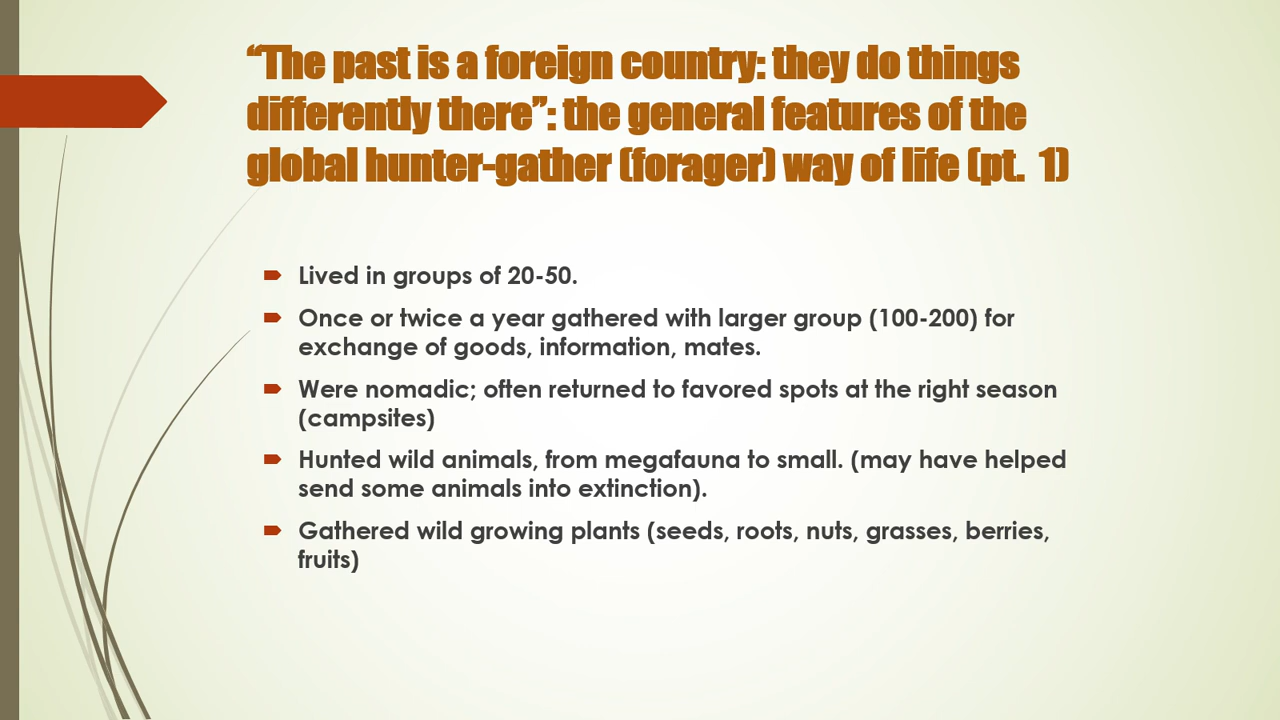 “The past is a foreign country: they do things
differently there”: the general features of the
global hunter-gather (forager) way of life (pt.  1)
Lived in groups of 20-50.
Once or twice a year gathered with larger group (100-200) for
exchange of goods, information, mates.
Were nomadic; often returned to favored spots at the right season
(campsites)
Hunted wild animals, from megafauna to small. (may have helped
send some animals into extinction).
Gathered wild growing plants (seeds, roots, nuts, grasses, berries,
fruits)